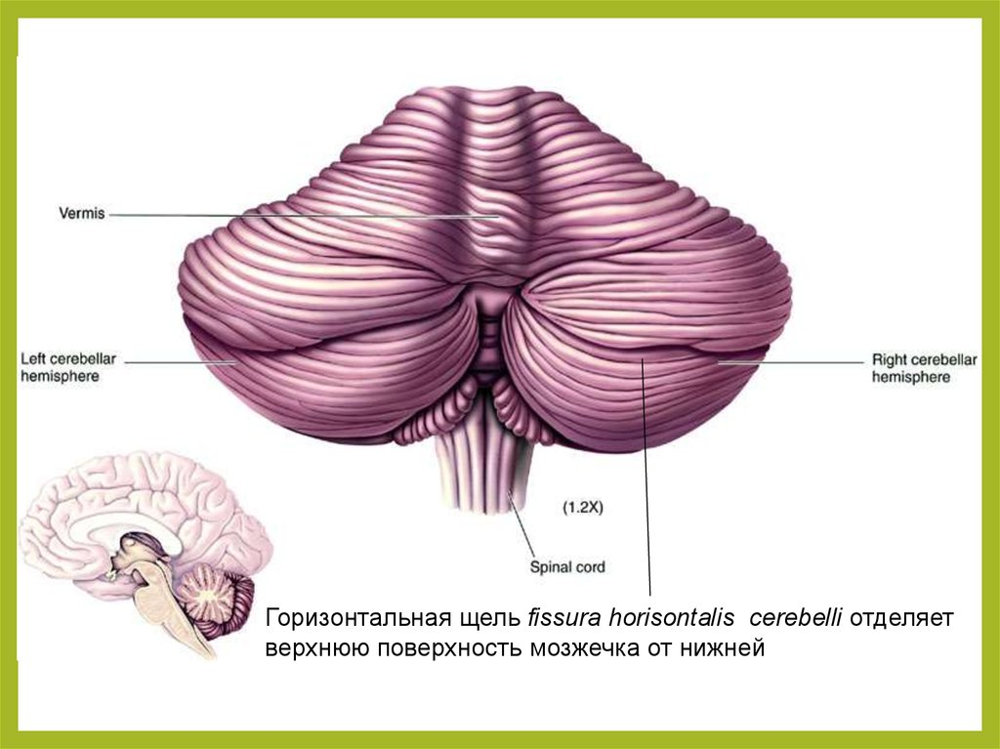 Vermis
Left cerebellar
hemisphere
Right cerebellar
hemisphere
(1.2X)
Spinal cord
Горизонтальная щель fissura horisontalis cerebelli отделяет
верхнюю поверхность мозжечка от нижней